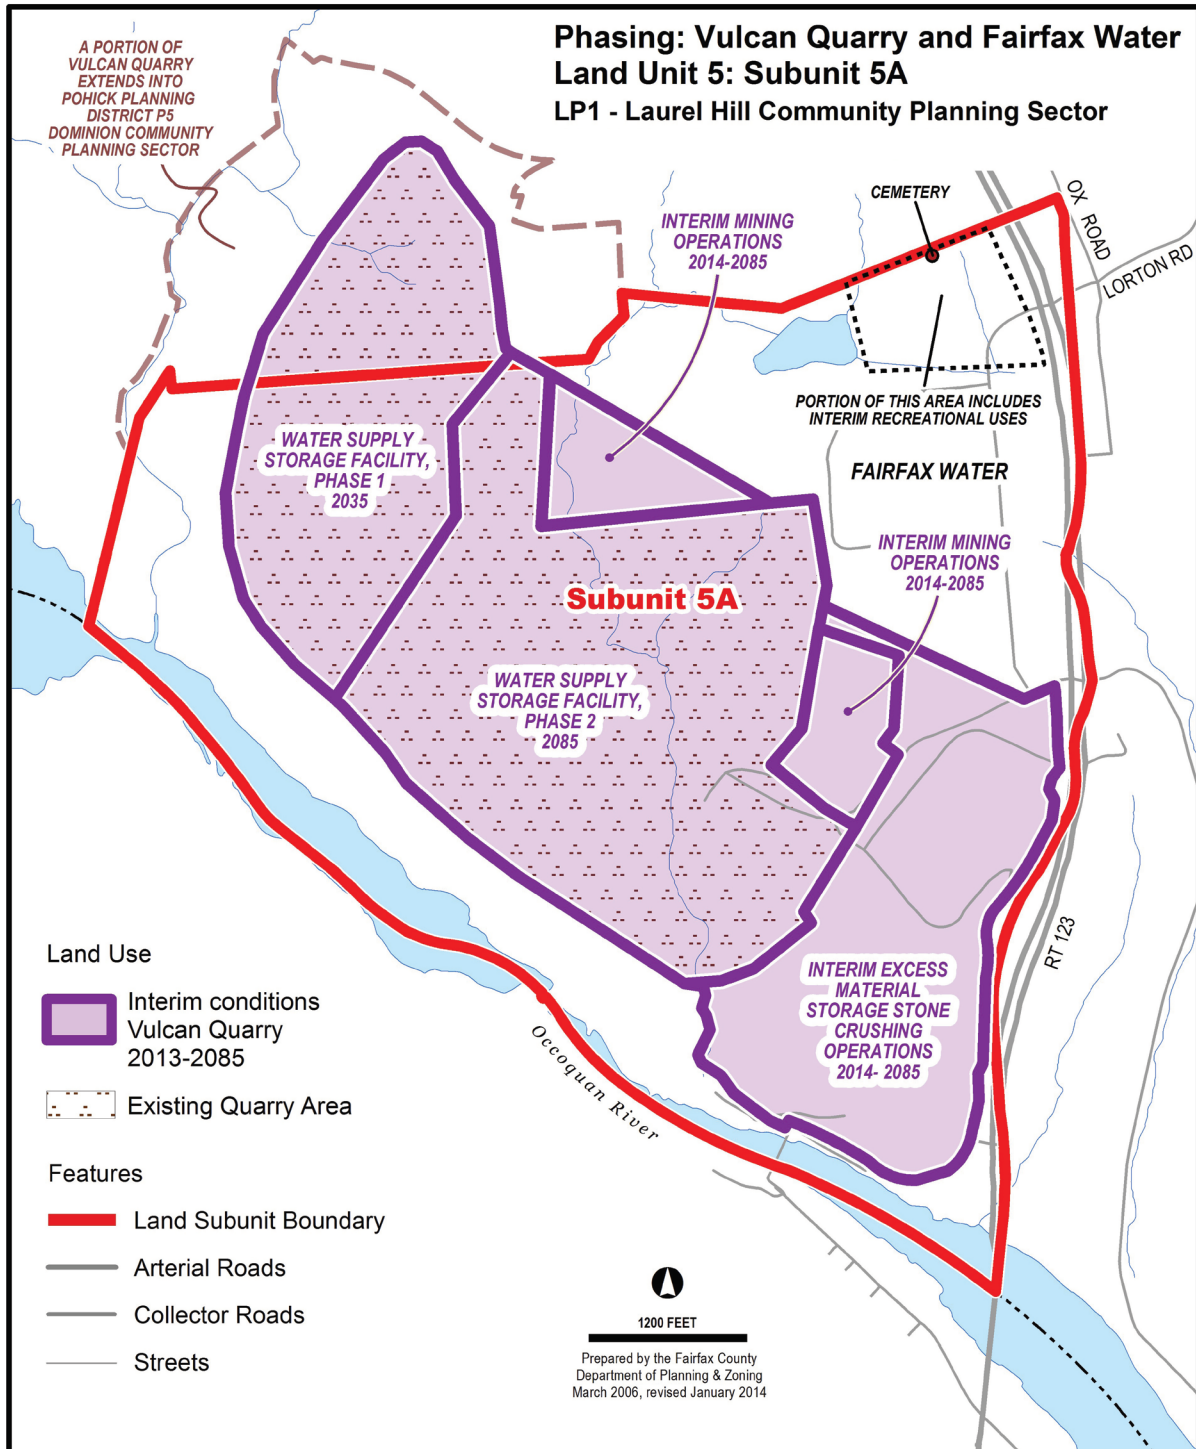 Phasing: Vulcan Quarry and Fairfax Water
Land Unit 5: Subunit 5A
LP1 - Laurel Hill Community Planning Sector
A PORTION OF
VULCAN QUARRY
EXTENDS INTO
POHICK PLANNING
DISTRICT P5
DOMINION COMMUNITY
PLANNING SECTOR
CEMETERY
OX ROAD
LORTON RD
INTERIM MINING
OPERATIONS
2014-2085
PORTION OF THIS AREA INCLUDES
INTERIM RECREATIONAL USES
FAIRFAX WATER
WATER SUPPLY
STORAGE FACILITY,
PHASE 1
2035
INTERIM MINING
OPERATIONS
2014-2085
Subunit 5A
WATER SUPPLY
STORAGE FACILITY,
PHASE 2
2085
RT 123
INTERIM EXCESS
MATERIAL
STORAGE STONE
CRUSHING
OPERATIONS
2014- 2085
Occoquan River
Land Use
Interim conditions
Vulcan Quarry
2013-2085
Existing Quarry Area
Features
Land Subunit Boundary
Arterial Roads
Collector Roads
Streets
1200 FEET
Prepared by the Fairfax County
Department of Planning & Zoning
March 2006, revised January 2014